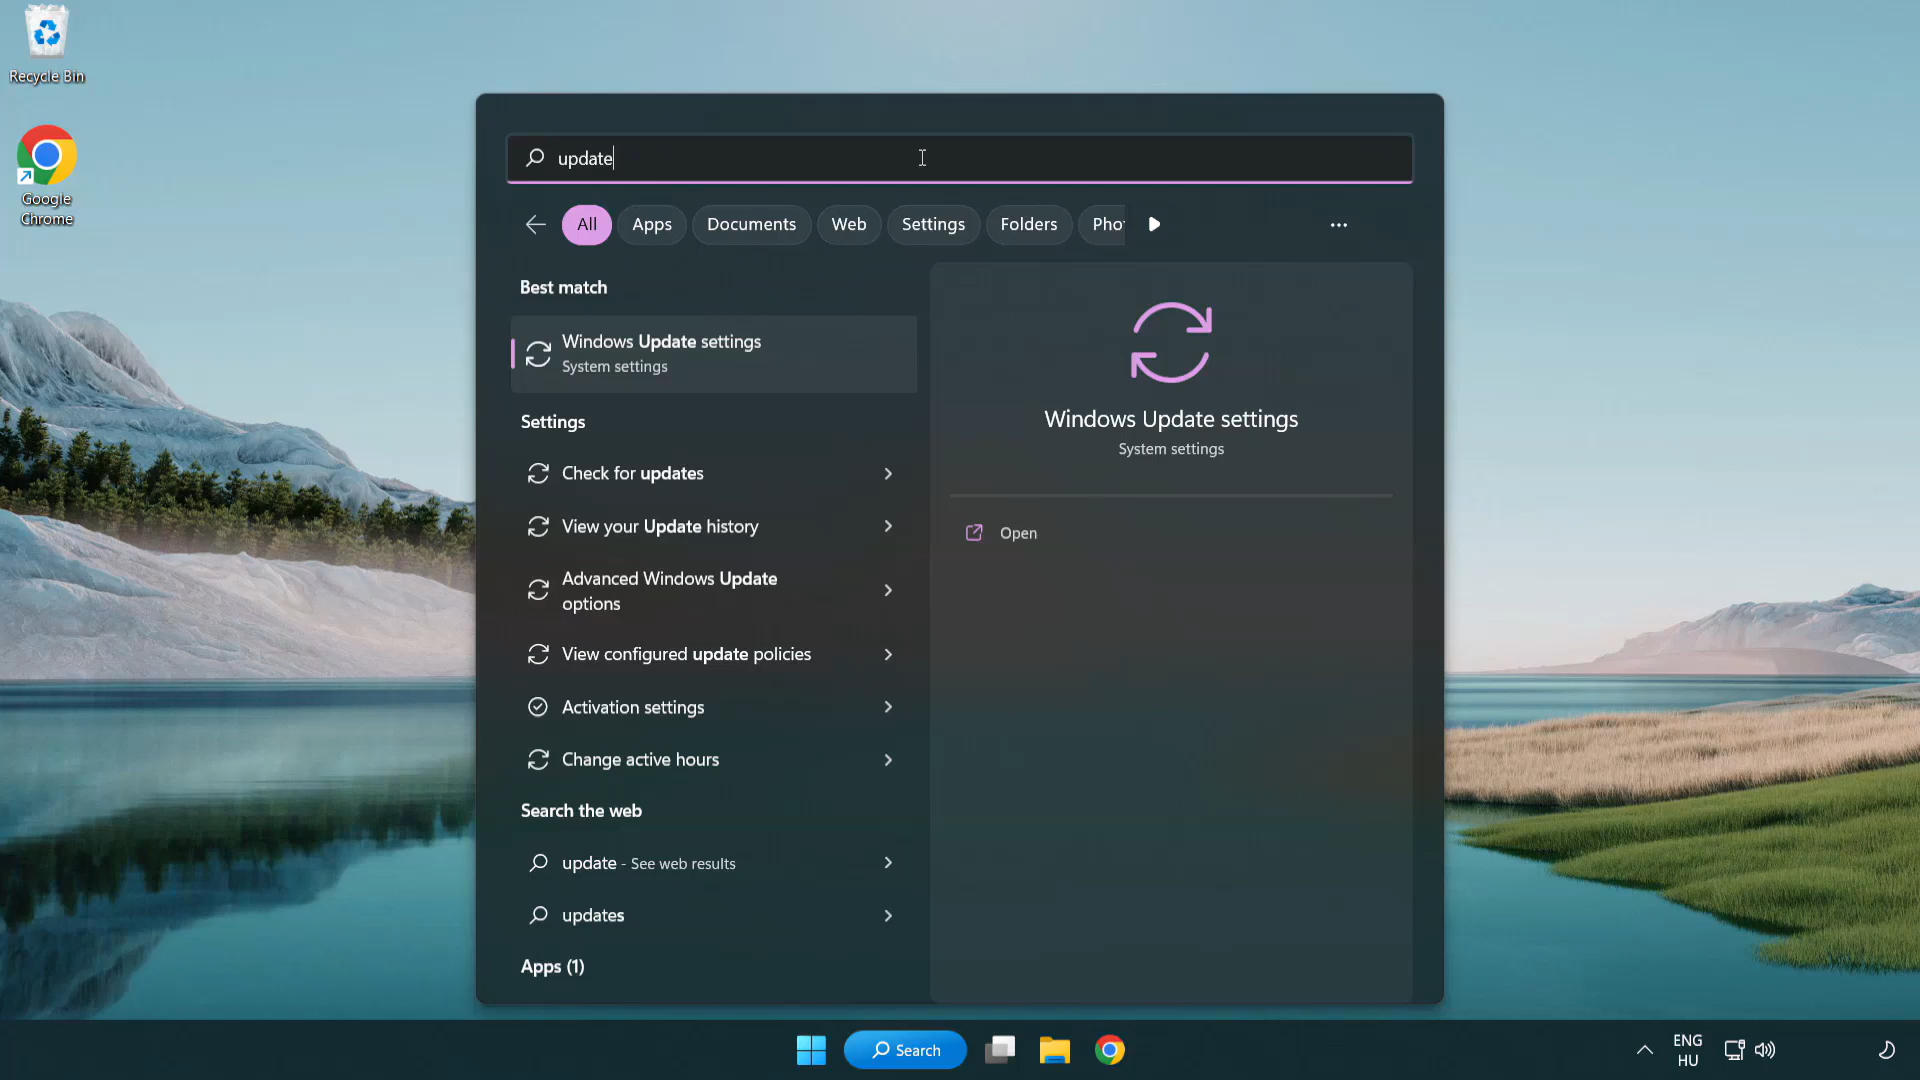 Recycle Bin
Google
Chrome
update
All
Apps
Documents
Web
Settings
Folders
Pho
Best match
Windows Update settings
System settings
Settings
Check for updates
View your Update history
Advanced Windows Update
options
View configured update policies
Activation settings
Change active hours
Search the web
update - See web results
updates
Apps (1)
Windows Update settings
System settings
Open
Search
ENG
HU